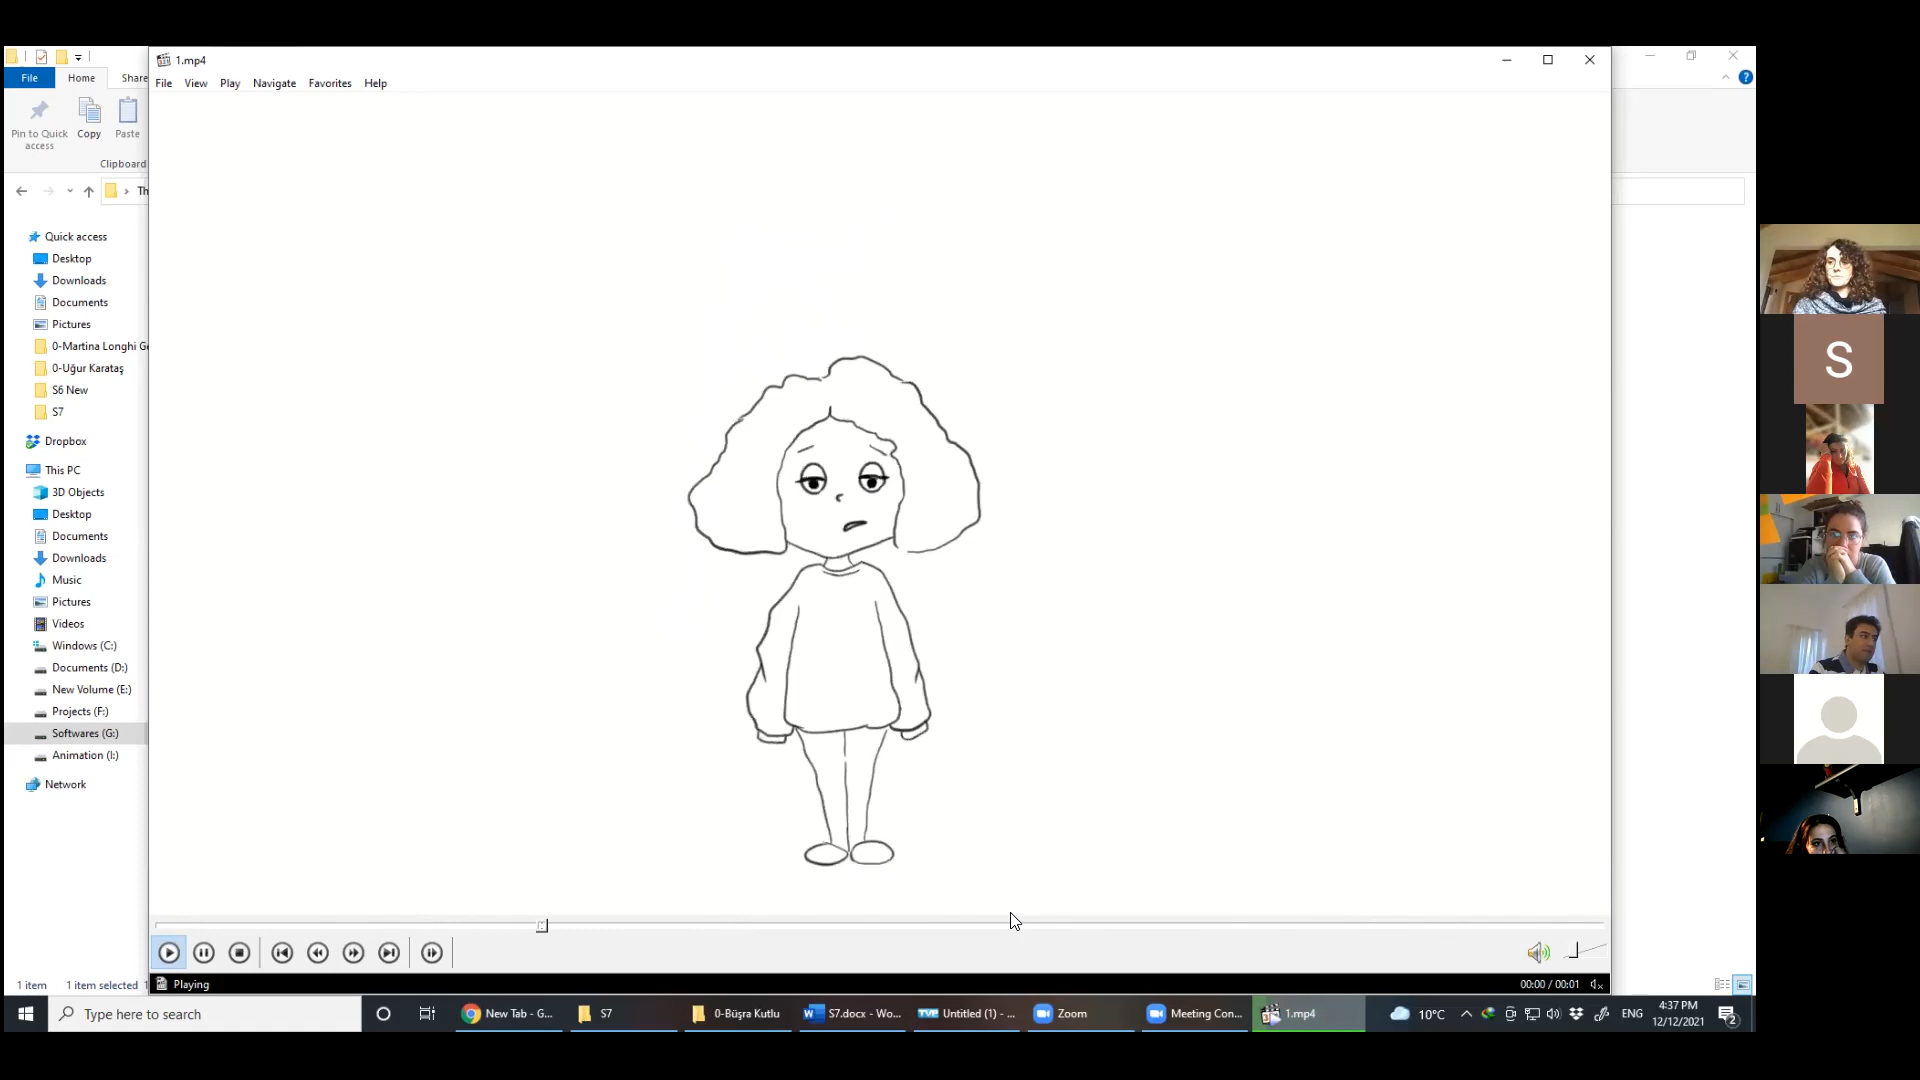 1.mp4
File View Play Navigate Favorites Help
File Home Share
Pin to Quick access
Copy
Paste
Clipboard
Th
Quick access
Desktop
Downloads
Documents
Pictures
0-Martina Longhi Ge
0-Uğur Karataş
S6 New
S7
Dropbox
This PC
3D Objects
Desktop
Documents
Downloads
Music
Pictures
Videos
Windows (C:)
Documents (D:)
New Volume (E:)
Projects (F:)
Softwares (G:)
Animation (I:)
Network
S
Playing
00:00 / 00:01
1 item 1 item selected 1
Type here to search
New Tab - G...
S7
0-Büşra Kutlu
S7.docx - Wo...
Untitled (1) - ...
Zoom
Meeting Con...
1.mp4
10°C
ENG
4:37 PM
12/12/2021
2